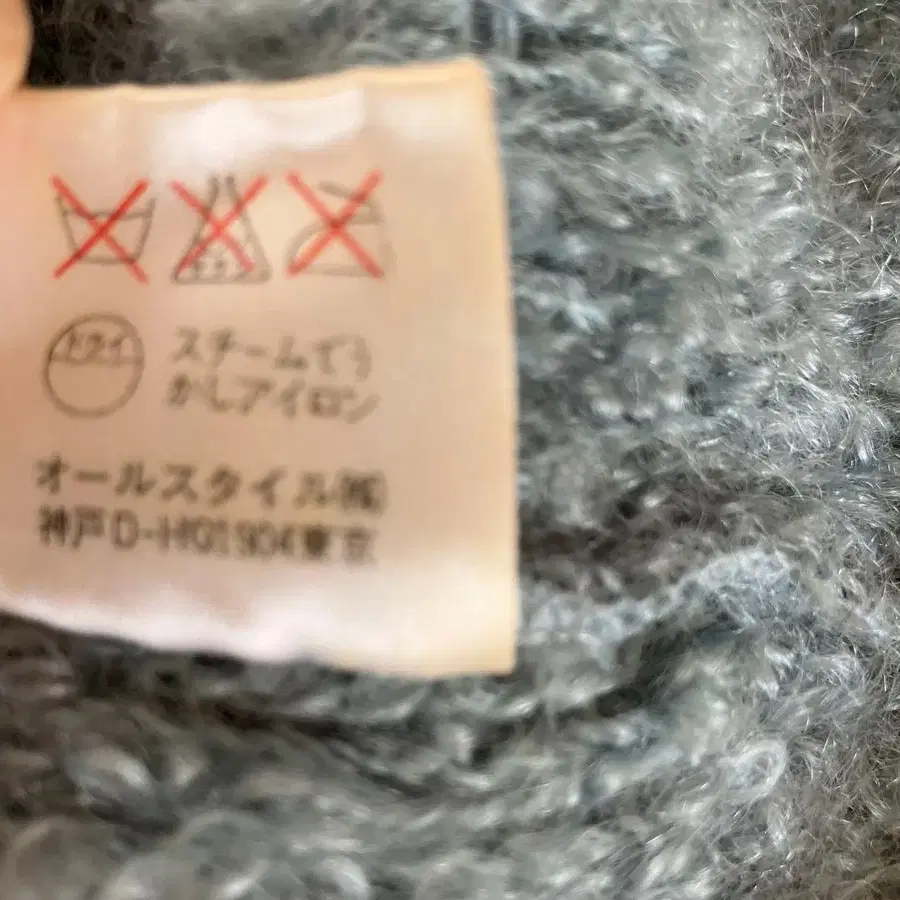 ドライ
スチームでう
かしアイロン
オールスタイル㈱
神戸D-H01904東京